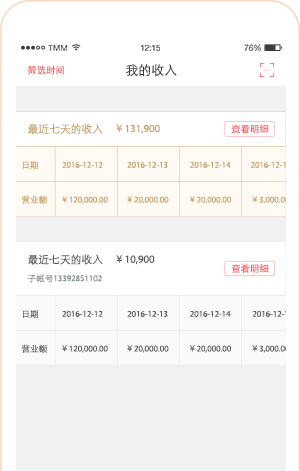 TMM 12:15 76%
筛选时间 我的收入
最近七天的收入 ￥131,900 查看明细
日期 2016-12-12 2016-12-13 2016-12-14 2016-12-1
营业额 ￥120,000.00 ￥20,000.00 ￥20,000.00 ￥3,000.0
最近七天的收入 ￥10,900 查看明细
子帐号13392851102
日期 2016-12-12 2016-12-13 2016-12-14 2016-12-
营业额 ￥120,000.00 ￥20,000.00 ￥20,000.00 ￥3,000.0